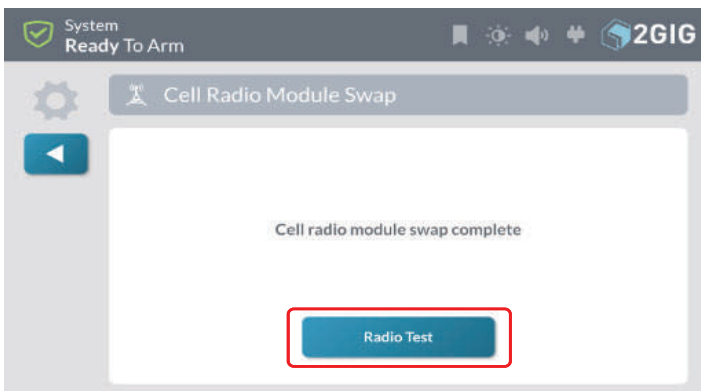 System
Ready To Arm
2GIG
Cell Radio Module Swap
Cell radio module swap complete
Radio Test